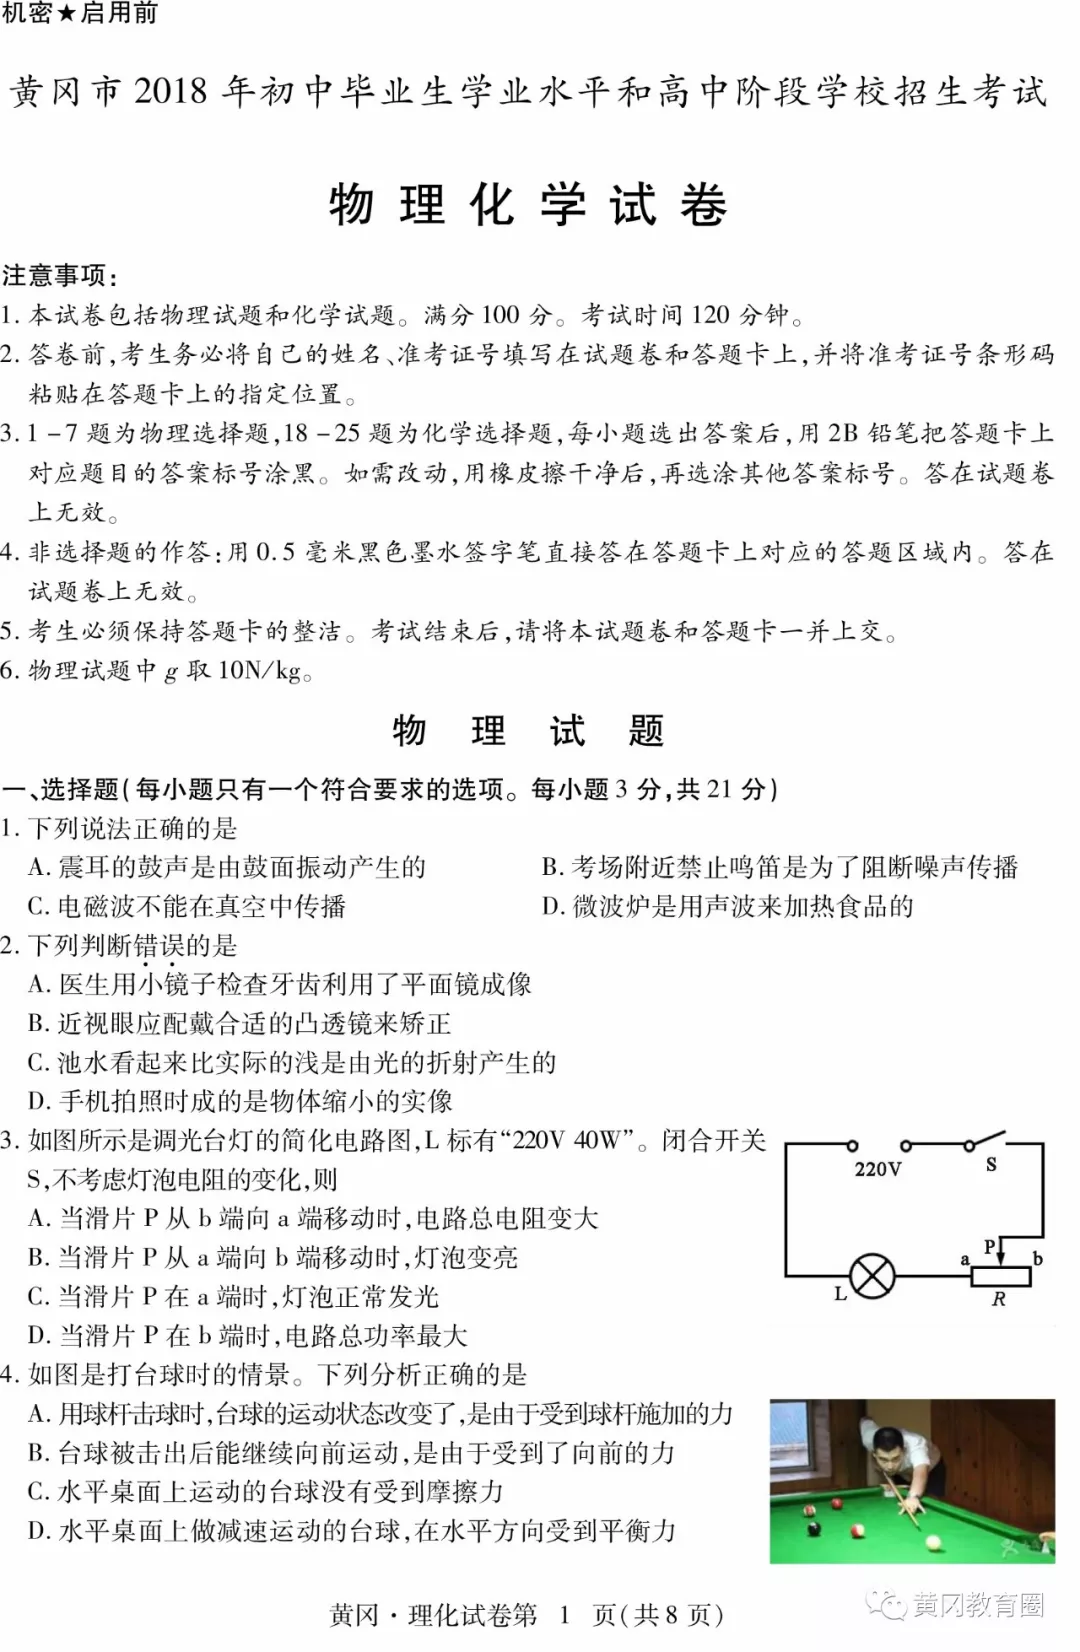 机密★启用前
黄冈市2018年初中毕业生学业水平和高中阶段学校招生考试
物理化学试卷
注意事项：
1. 本试卷包括物理试题和化学试题。满分100分。考试时间120分钟。
2. 答卷前,考生务必将自己的姓名、准考证号填写在试题卷和答题卡上,并将准考证号条形码
粘贴在答题卡上的指定位置。
3. 1-7题为物理选择题,18-25题为化学选择题,每小题选出答案后,用2B铅笔把答题卡上
对应题目的答案标号涂黑。如需改动,用橡皮擦干净后,再选涂其他答案标号。答在试题卷
上无效。
4. 非选择题的作答:用0.5毫米黑色墨水签字笔直接答在答题卡上对应的答题区域内。答在
试题卷上无效。
5. 考生必须保持答题卡的整洁。考试结束后,请将本试题卷和答题卡一并上交。
6. 物理试题中g取10N/kg。
物 理 试 题
一、选择题(每小题只有一个符合要求的选项。每小题3分,共21分)
1. 下列说法正确的是
A. 震耳的鼓声是由鼓面振动产生的 B. 考场附近禁止鸣笛是为了阻断噪声传播
C. 电磁波不能在真空中传播 D. 微波炉是用声波来加热食品的
2. 下列判断错误的是
A. 医生用小镜子检查牙齿利用了平面镜成像
B. 近视眼应配戴合适的凸透镜来矫正
C. 池水看起来比实际的浅是由光的折射产生的
D. 手机拍照时成的是物体缩小的实像
3. 如图所示是调光台灯的简化电路图,L标有“220V 40W”。闭合开关
S,不考虑灯泡电阻的变化,则
A. 当滑片P从b端向a端移动时,电路总电阻变大
B. 当滑片P从a端向b端移动时,灯泡变亮
C. 当滑片P在a端时,灯泡正常发光
D. 当滑片P在b端时,电路总功率最大
220V
S
P
a
b
L
R
4. 如图是打台球时的情景。下列分析正确的是
A. 用球杆击球时,台球的运动状态改变了,是由于受到球杆施加的力
B. 台球被击出后能继续向前运动,是由于受到了向前的力
C. 水平桌面上运动的台球没有受到摩擦力
D. 水平桌面上做减速运动的台球,在水平方向受到平衡力
黄冈·理化试卷第 1 页(共8页)
黄冈教育圈